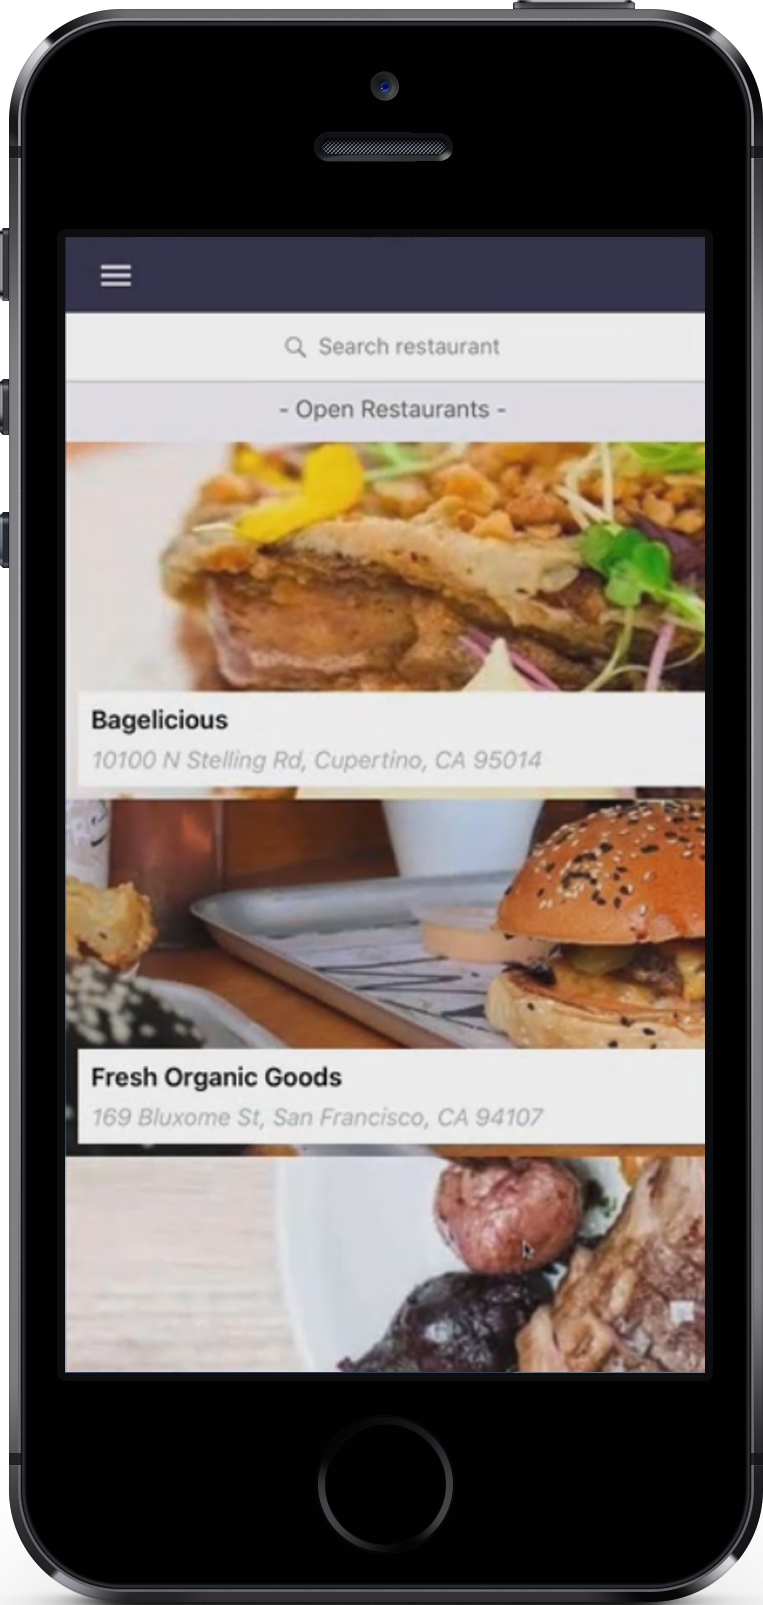 Search restaurant
- Open Restaurants -
Bagelicious
10100 N Stelling Rd, Cupertino, CA 95014
Fresh Organic Goods
169 Bluxome St, San Francisco, CA 94107